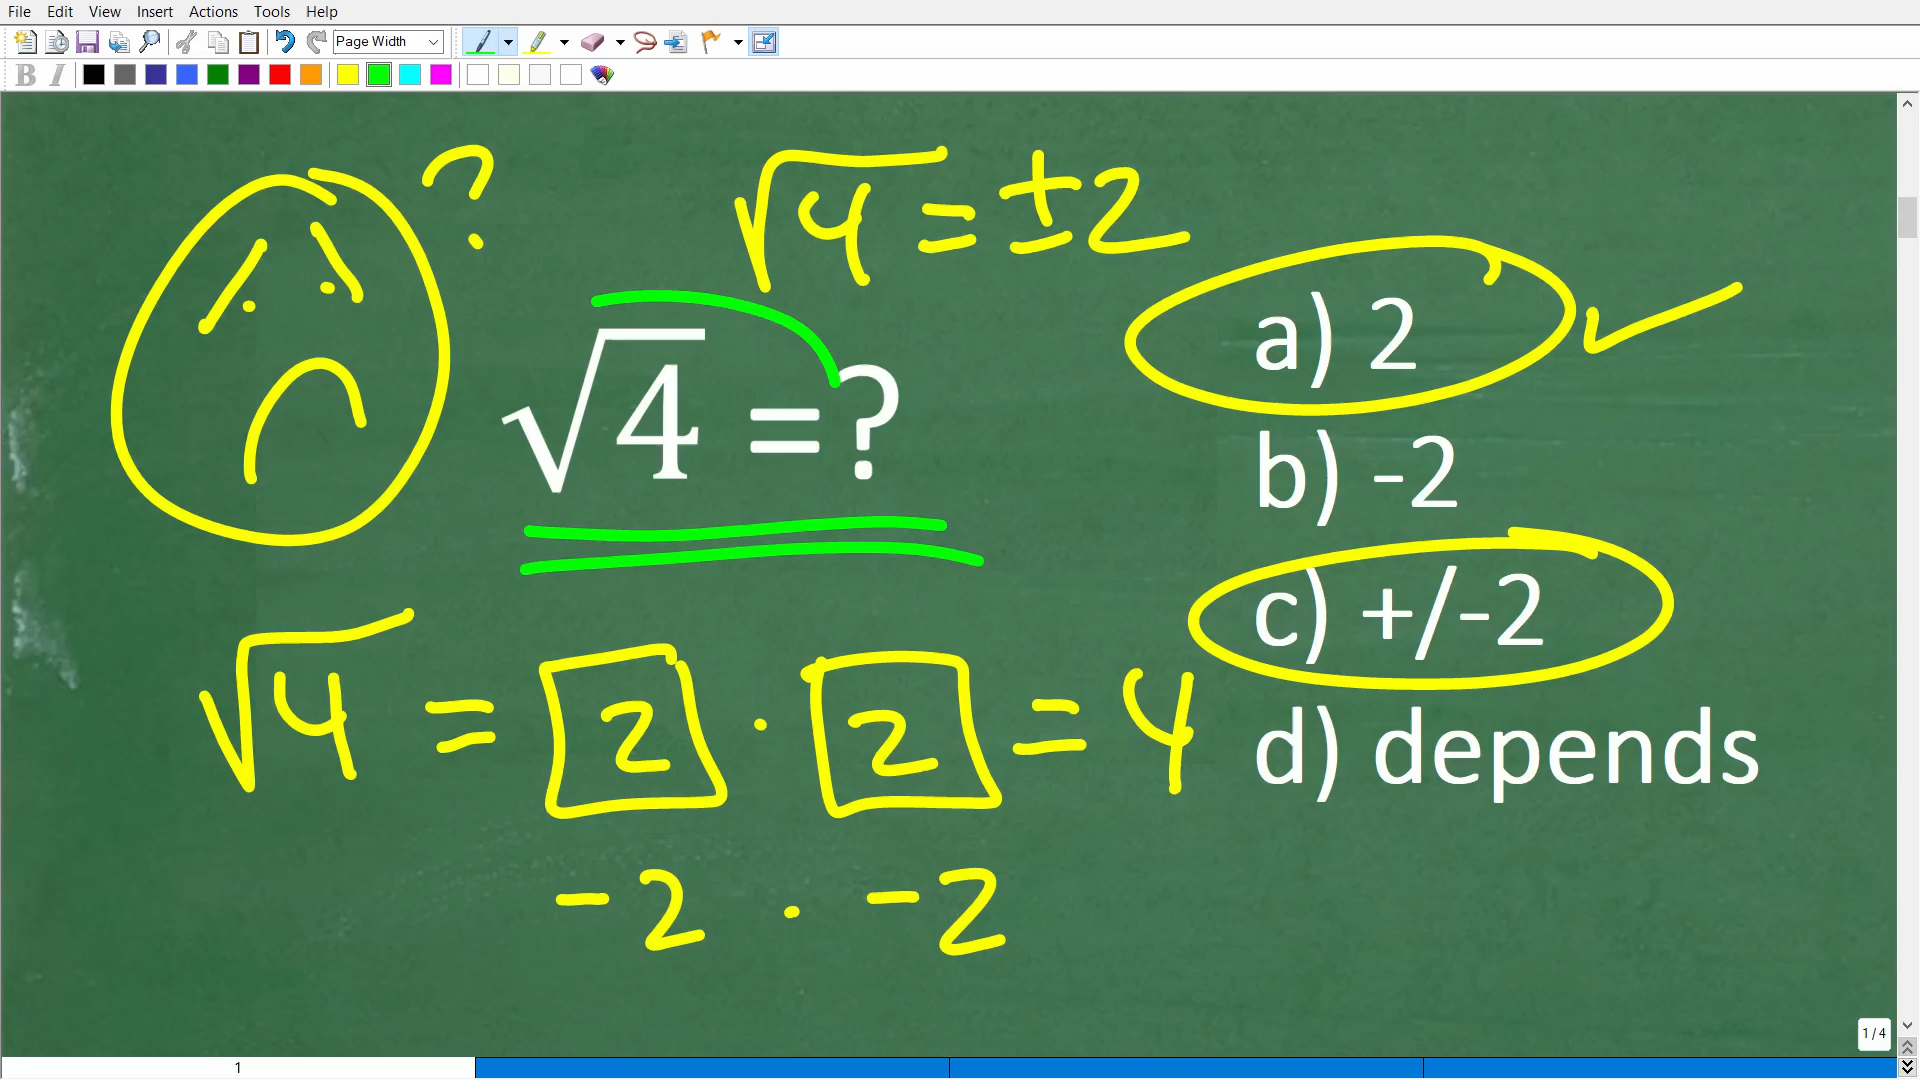 File Edit View Insert Actions Tools Help
Page Width
B I
?
√4 = ±2
√4 =?
a) 2
b) -2
c) +/-2
d) depends
√4 = 2 · 2 = 4
-2 · -2
1 / 4
1